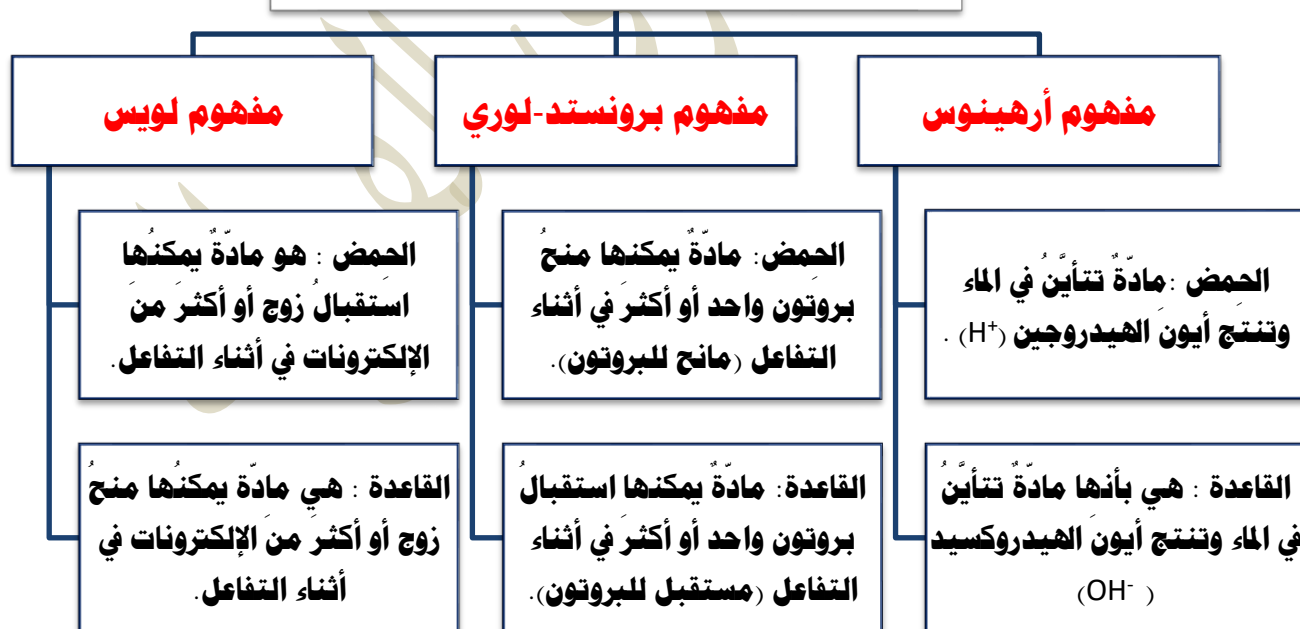 مفهوم أرهينوس
مفهوم برونستد-لوري
مفهوم لويس
الحمض : مادّةٌ تتأيَّنُ في الماء
وتنتج أيونَ الهيدروجين (H⁺) .
الحمض: مادّةٌ يمكنها منحُ
بروتون واحد أو أكثرَ في أثناء
التفاعل (مانح للبروتون).
الحمض : هو مادّةٌ يمكنُها
استقبالُ زوج أو أكثرَ منَ
الإلكترونات في أثناء التفاعل.
القاعدة : هي بأنها مادّةٌ تتأيَّنُ
في الماء وتنتج أيونَ الهيدروكسيد
(OH⁻ )
القاعدة: مادّةٌ يمكنها استقبالُ
بروتون واحد أو أكثرَ في أثناء
التفاعل (مستقبل للبروتون).
القاعدة : هي مادّة يمكنُها منحُ
زوج أو أكثرَ منَ الإلكترونات في
أثناء التفاعل.